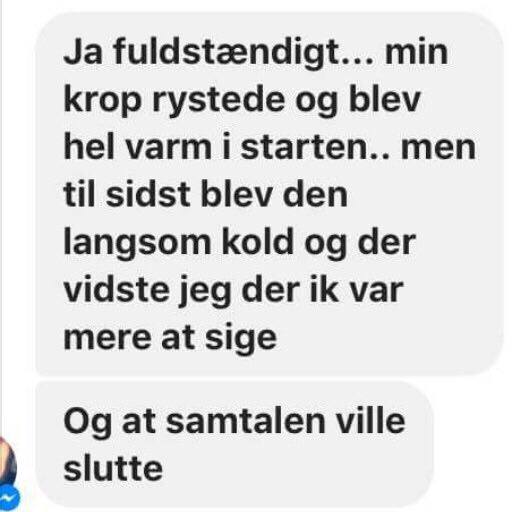 Ja fuldstændigt... min
krop rystede og blev
hel varm i starten.. men
til sidst blev den
langsom kold og der
vidste jeg der ik var
mere at sige
Og at samtalen ville
slutte